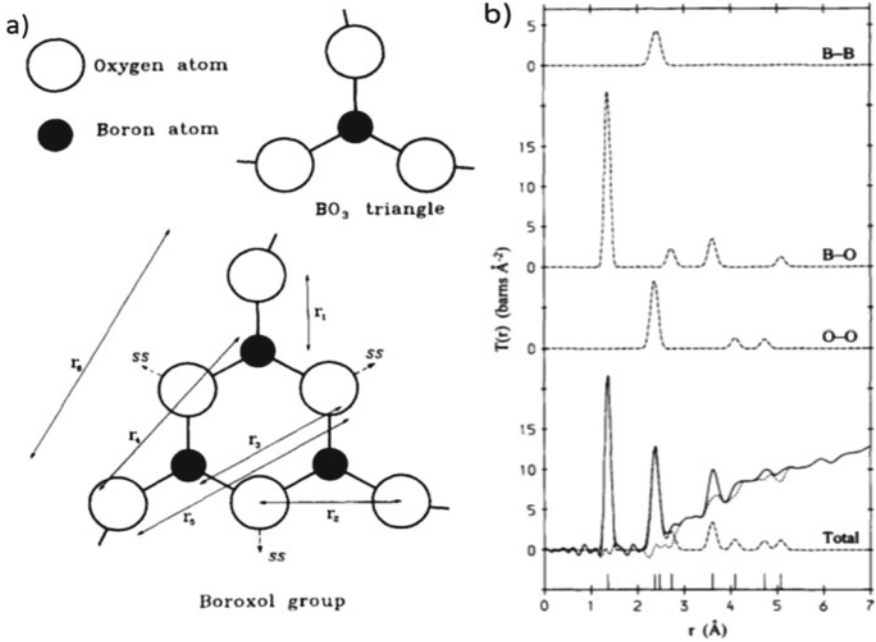 a)
Oxygen atom
Boron atom
BO₃ triangle
r₁
ss
ss
r₆
r₄
r₃
r₅
r₂
ss
Boroxol group
b)
5
0
B–B
15
10
5
0
B–O
5
0
O–O
15
10
5
0
Total
T(r) (barns Å⁻²)
0 1 2 3 4 5 6 7
r (Å)